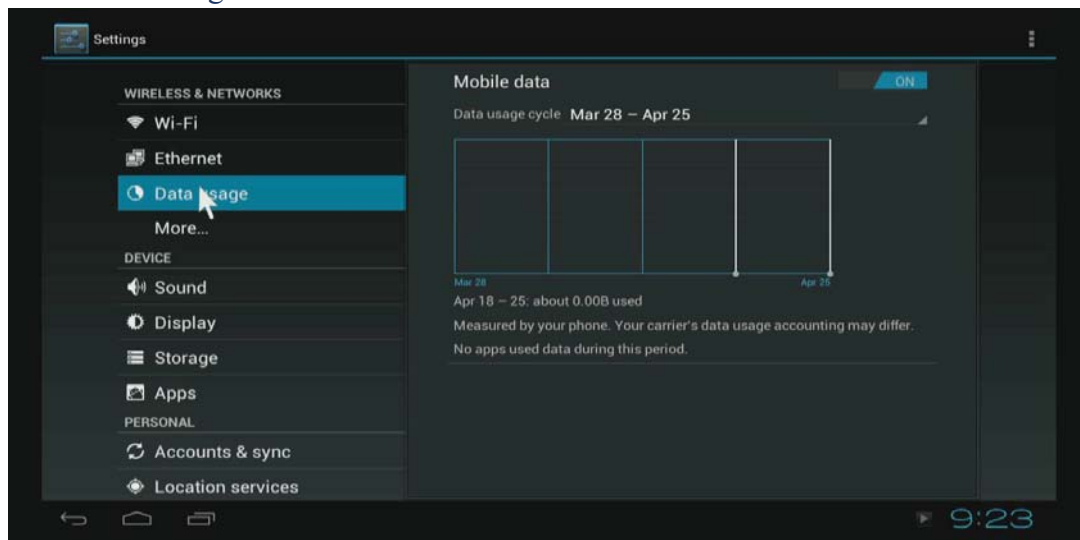 Settings
WIRELESS & NETWORKS
Wi-Fi
Ethernet
Data usage
More...
DEVICE
Sound
Display
Storage
Apps
PERSONAL
Accounts & sync
Location services
Mobile data
ON
Data usage cycle Mar 28 – Apr 25
Mar 28
Apr 25
Apr 18 – 25: about 0.00B used
Measured by your phone. Your carrier's data usage accounting may differ.
No apps used data during this period.
9:23